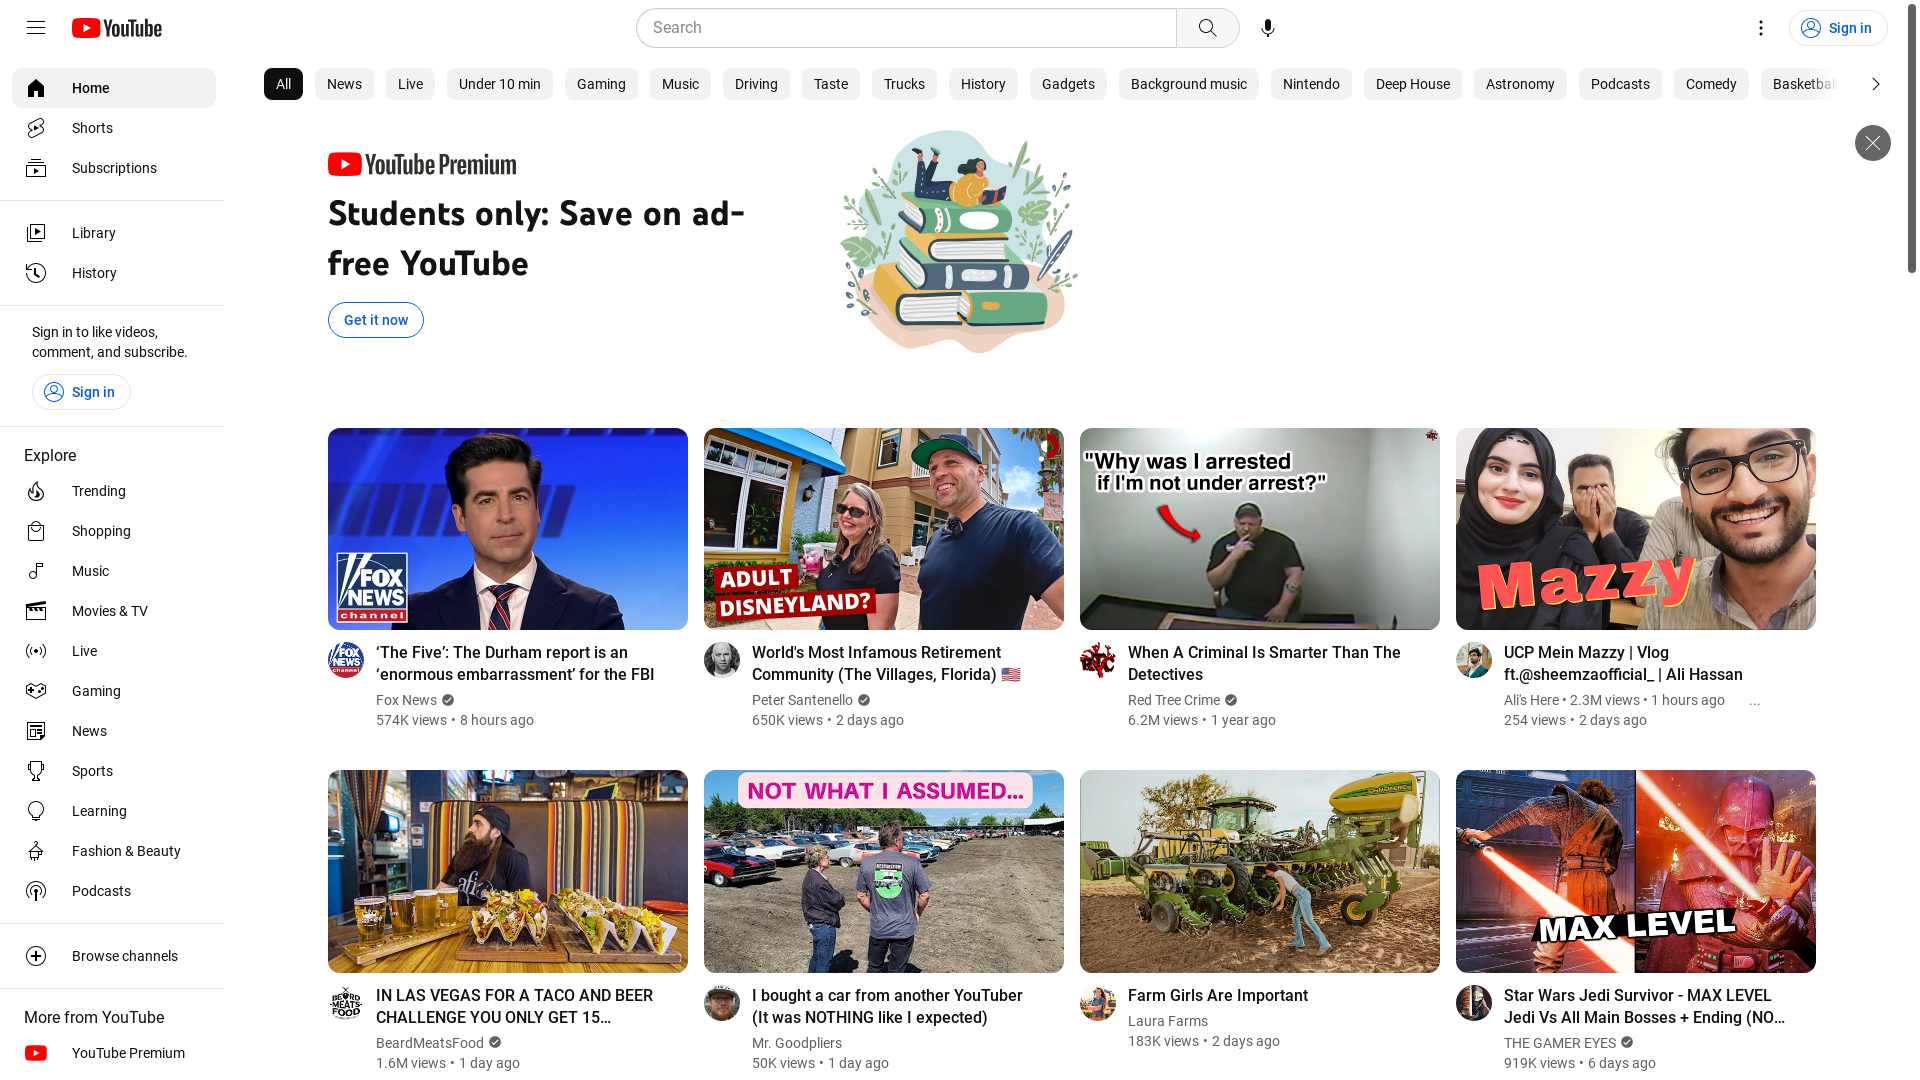 YouTube
Search
Sign in
Home
Shorts
Subscriptions
Library
History
Sign in to like videos,
comment, and subscribe.
Sign in
Explore
Trending
Shopping
Music
Movies & TV
Live
Gaming
News
Sports
Learning
Fashion & Beauty
Podcasts
Browse channels
More from YouTube
YouTube Premium
All
News
Live
Under 10 min
Gaming
Music
Driving
Taste
Trucks
History
Gadgets
Background music
Nintendo
Deep House
Astronomy
Podcasts
Comedy
YouTube Premium
Students only: Save on ad-
free YouTube
Get it now
FOX
NEWS
channel
‘The Five’: The Durham report is an
‘enormous embarrassment’ for the FBI
Fox News
574K views • 8 hours ago
ADULT
DISNEYLAND?
World's Most Infamous Retirement
Community (The Villages, Florida)
Peter Santenello
650K views • 2 days ago
"Why was I arrested
if I'm not under arrest?"
When A Criminal Is Smarter Than The
Detectives
Red Tree Crime
6.2M views • 1 year ago
Mazzy
UCP Mein Mazzy | Vlog
ft.@sheemzaofficial_ | Ali Hassan
Ali's Here • 2.3M views • 1 hours ago ...
254 views • 2 days ago
IN LAS VEGAS FOR A TACO AND BEER
CHALLENGE YOU ONLY GET 15...
BeardMeatsFood
1.6M views • 1 day ago
NOT WHAT I ASSUMED...
I bought a car from another YouTuber
(It was NOTHING like I expected)
Mr. Goodpliers
50K views • 1 day ago
JOHN DEERE
Farm Girls Are Important
Laura Farms
183K views • 2 days ago
MAX LEVEL
Star Wars Jedi Survivor - MAX LEVEL
Jedi Vs All Main Bosses + Ending (NO...
THE GAMER EYES
919K views • 6 days ago